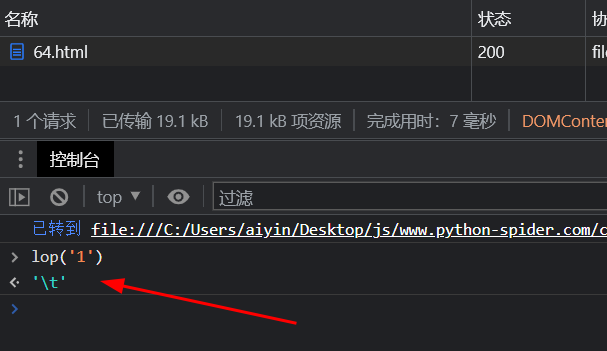 名称 状态 协
64.html 200 file
1 个请求 已传输 19.1 kB 19.1 kB 项资源 完成用时：7 毫秒 DOMConter
控制台
top 过滤
已转到 file:///C:/Users/aiyin/Desktop/js/www.python-spider.com/c
> lop('1')
'\t'
>